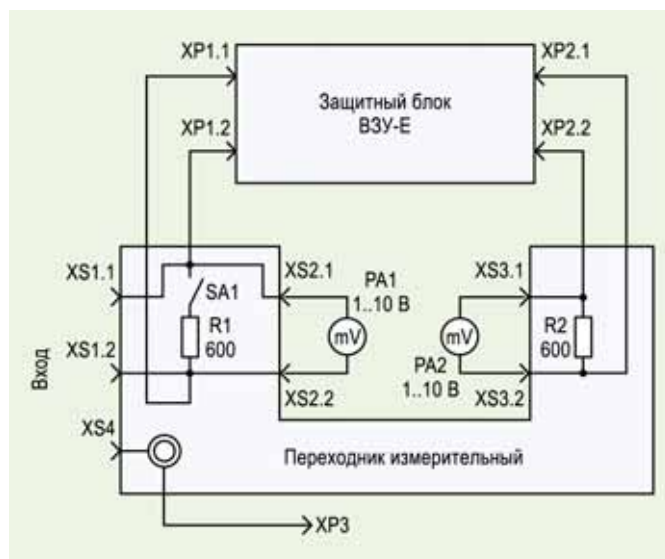 XP1.1
XP2.1
Защитный блок
ВЗУ-Е
XP1.2
XP2.2
XS1.1
SA1
XS2.1
PA1
1..10 В
XS3.1
R1
600
mV
mV
R2
600
Вход
XS1.2
XS2.2
PA2
1..10 В
XS3.2
XS4
Переходник измерительный
XP3